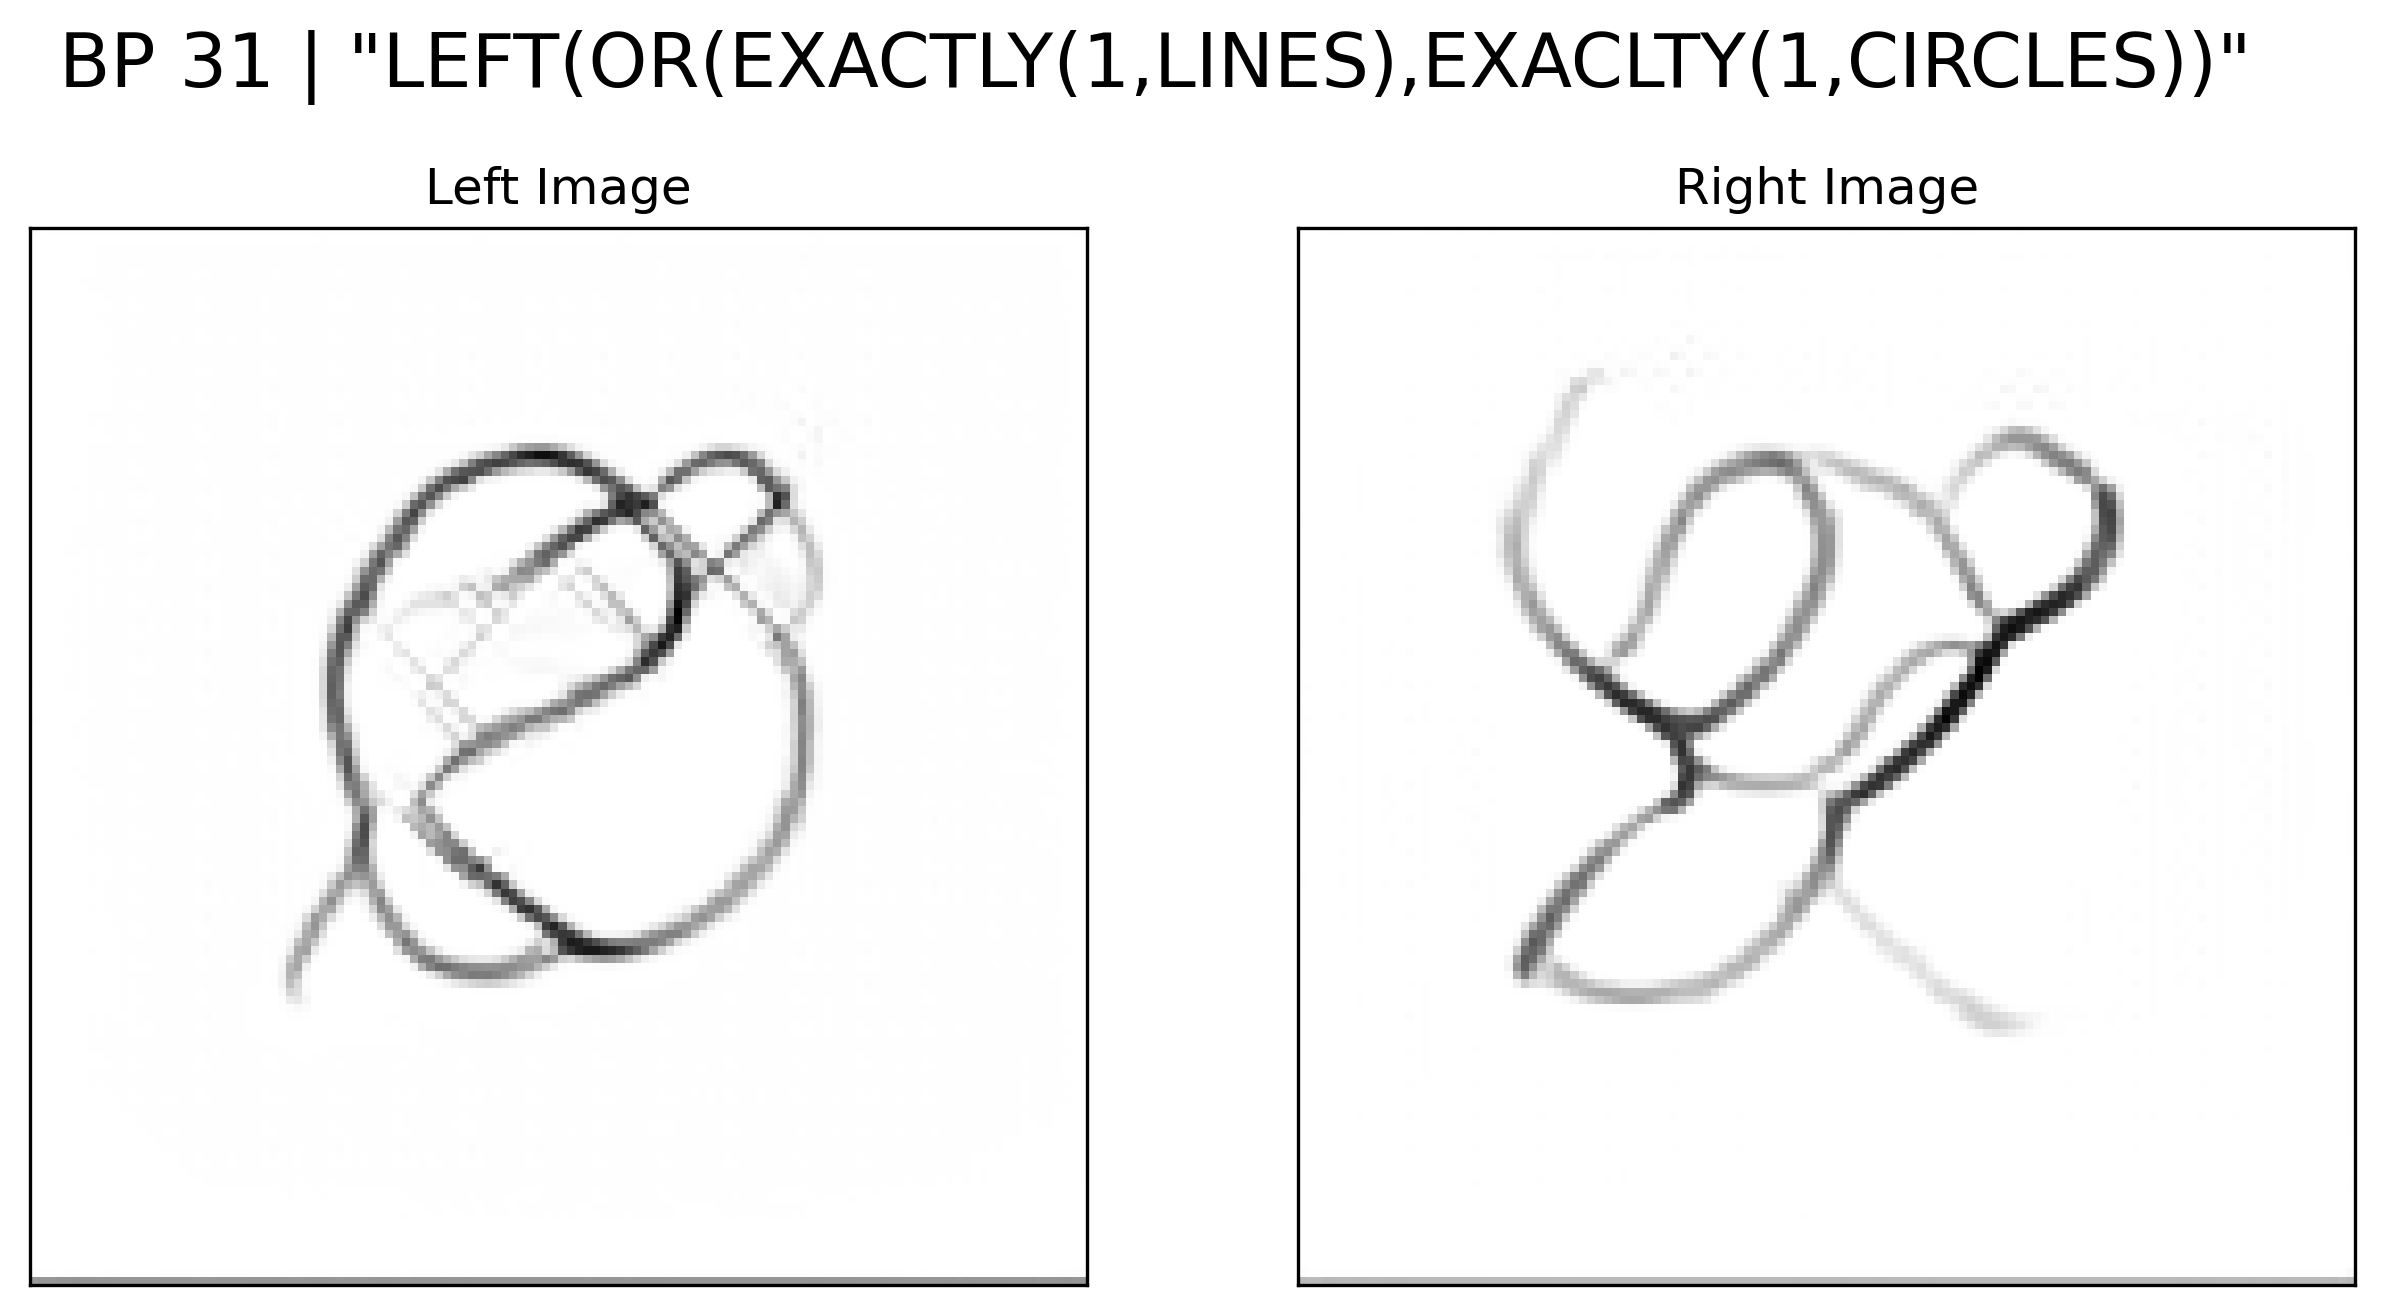 BP 31 | "LEFT(OR(EXACTLY(1,LINES),EXACLTY(1,CIRCLES))"
Left Image
Right Image